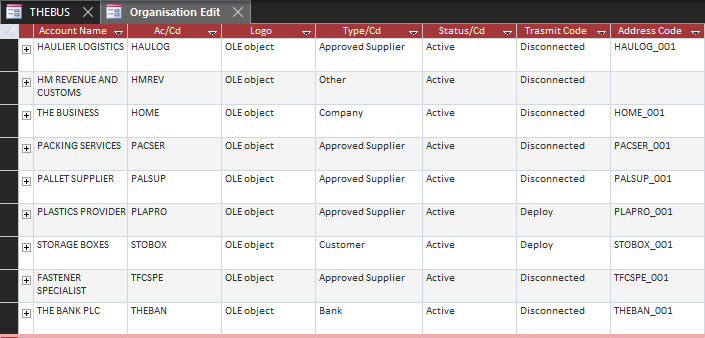 THEBUS Organisation Edit
Account Name Ac/Cd Logo Type/Cd Status/Cd Trasmit Code Address Code
HAULIER LOGISTICS HAULOG OLE object Approved Supplier Active Disconnected HAULOG_001
HM REVENUE AND HMREV OLE object Other Active Disconnected
CUSTOMS
THE BUSINESS HOME OLE object Company Active Disconnected HOME_001
PACKING SERVICES PACSER OLE object Approved Supplier Active Disconnected PACSER_001
PALLET SUPPLIER PALSUP OLE object Approved Supplier Active Disconnected PALSUP_001
PLASTICS PROVIDER PLAPRO OLE object Approved Supplier Active Deploy PLAPRO_001
STORAGE BOXES STOBOX OLE object Customer Active Deploy STOBOX_001
FASTENER TFCSPE OLE object Approved Supplier Active Disconnected TFCSPE_001
SPECIALIST
THE BANK PLC THEBAN OLE object Bank Active Disconnected THEBAN_001